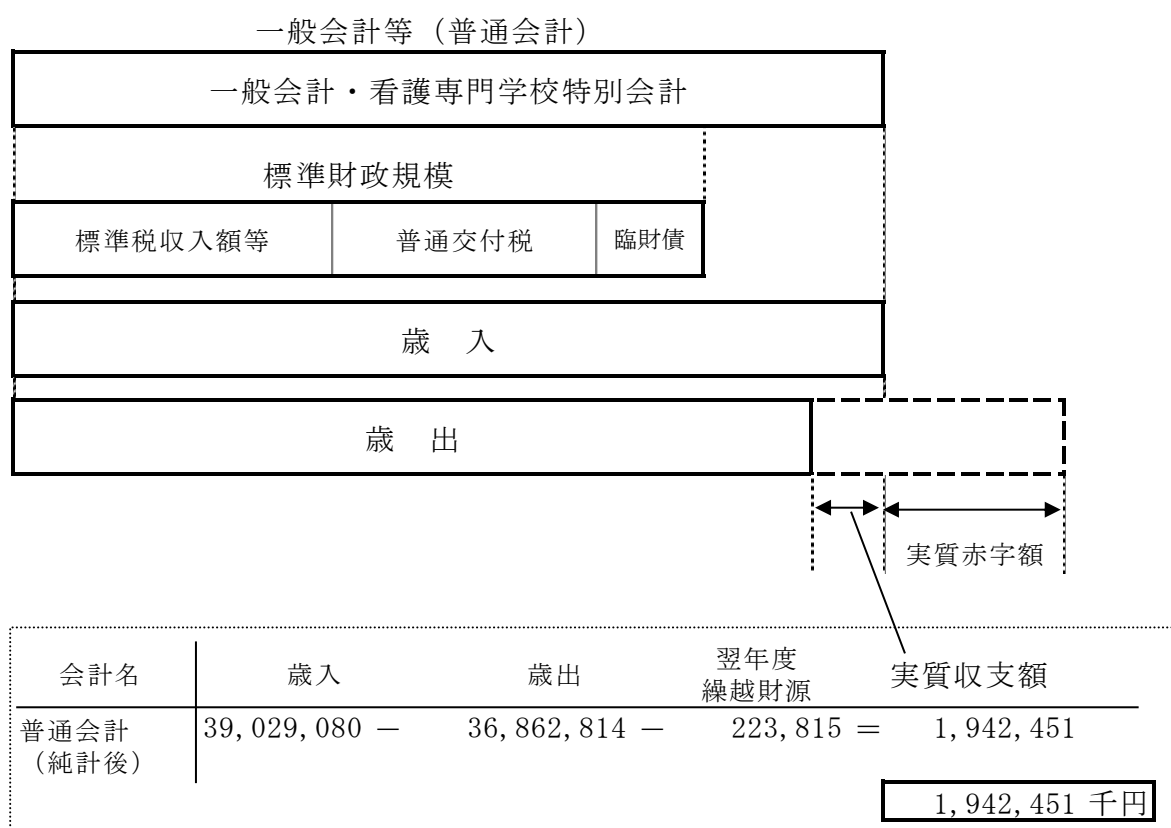 一般会計等（普通会計）
一般会計・看護専門学校特別会計
標準財政規模
標準税収入額等 普通交付税 臨財債
歳 入
歳 出
実質赤字額
会計名 歳入 歳出 翌年度 実質収支額
繰越財源
普通会計 39,029,080 － 36,862,814 － 223,815 ＝ 1,942,451
（純計後）
1,942,451 千円